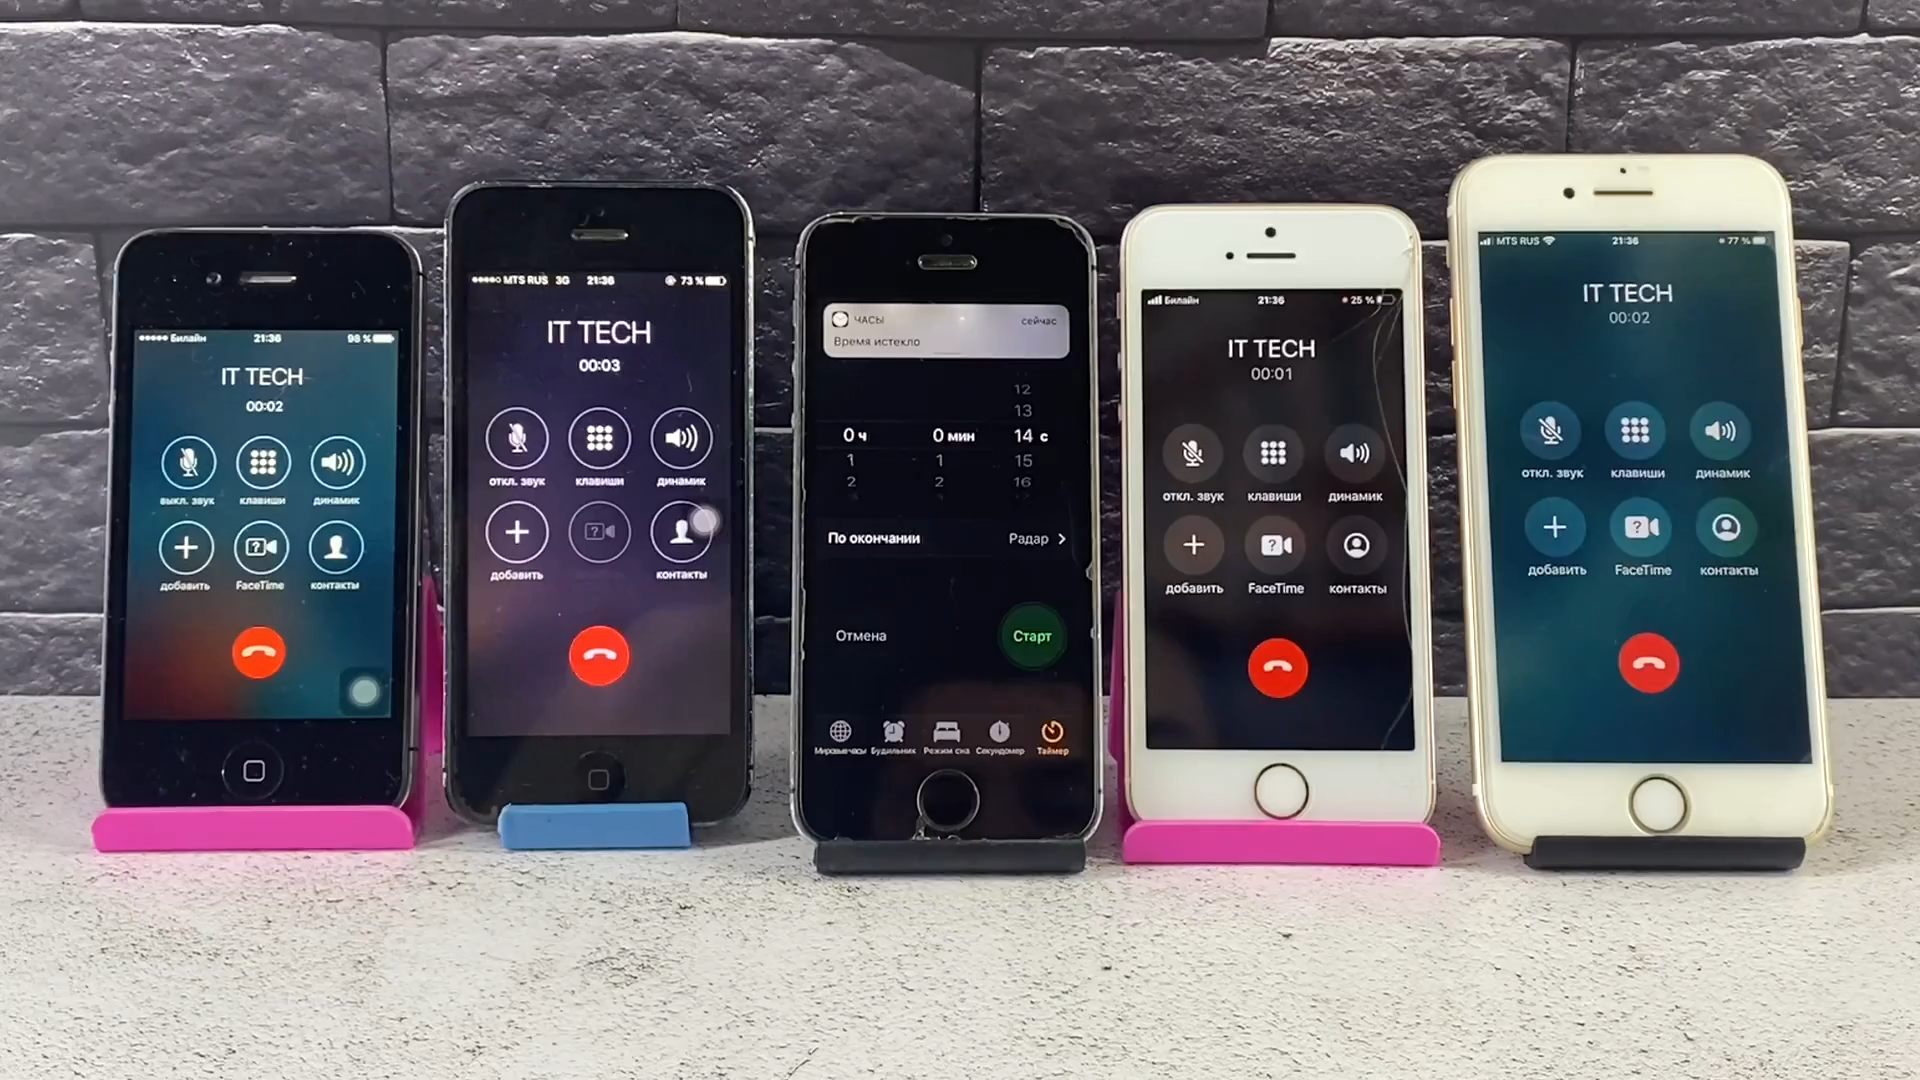 ●●●●● Билайн 21:36 98 %
IT TECH
00:02
выкл. звук клавиши динамик
добавить FaceTime контакты
●●●●○ MTS RUS 3G 21:36 73 %
IT TECH
00:03
откл. звук клавиши динамик
добавить контакты
ЧАСЫ сейчас
Время истекло
12
13
0 ч 0 мин 14 с
1 1 15
2 2 16
По окончании Радар
Отмена Старт
Мировые часы Будильник Режим сна Секундомер Таймер
Билайн 21:36 25 %
IT TECH
00:01
откл. звук клавиши динамик
добавить FaceTime контакты
MTS RUS 21:36 77 %
IT TECH
00:02
откл. звук клавиши динамик
добавить FaceTime контакты